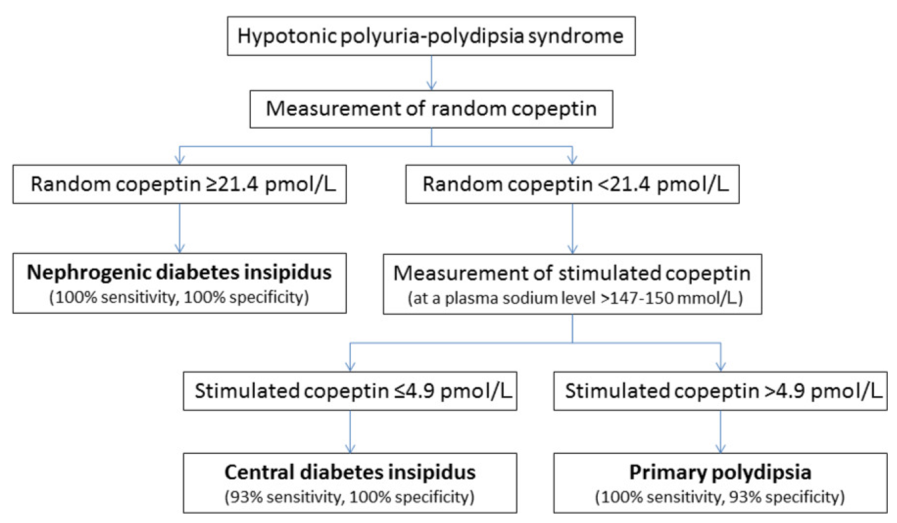 Hypotonic polyuria-polydipsia syndrome
Measurement of random copeptin
Random copeptin ≥21.4 pmol/L
Random copeptin <21.4 pmol/L
Nephrogenic diabetes insipidus
(100% sensitivity, 100% specificity)
Measurement of stimulated copeptin
(at a plasma sodium level >147-150 mmol/L)
Stimulated copeptin ≤4.9 pmol/L
Stimulated copeptin >4.9 pmol/L
Central diabetes insipidus
(93% sensitivity, 100% specificity)
Primary polydipsia
(100% sensitivity, 93% specificity)